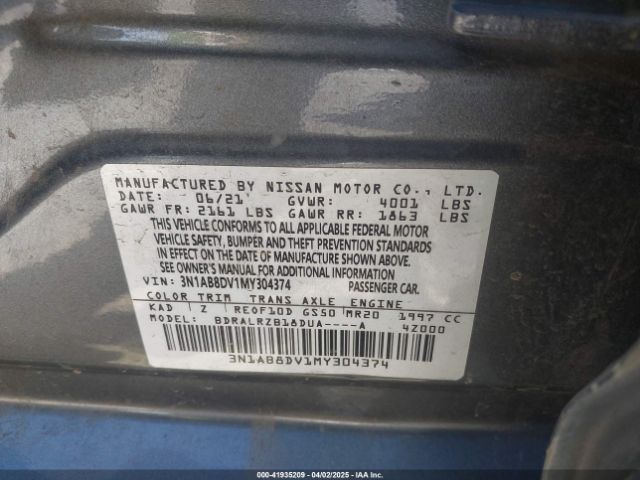 MANUFACTURED BY NISSAN MOTOR CO., LTD.
DATE: 06/21 GVWR: 4001 LBS
GAWR FR: 2161 LBS GAWR RR: 1863 LBS
THIS VEHICLE CONFORMS TO ALL APPLICABLE FEDERAL MOTOR
VEHICLE SAFETY, BUMPER AND THEFT PREVENTION STANDARDS
IN EFFECT ON THE DATE OF MANUFACTURE SHOWN ABOVE.
SEE OWNER'S MANUAL FOR ADDITIONAL INFORMATION
VIN: 3N1AB8DV1MY304374 PASSENGER CAR.
COLOR TRIM TRANS AXLE ENGINE
KAD Z RE0F10D GS50 MR20 1997 CC
MODEL: BDRALRZB18DUA----A 4Z000
3N1AB8DV1MY304374
00-41935209 - 04/02/2025 - IAA Inc.